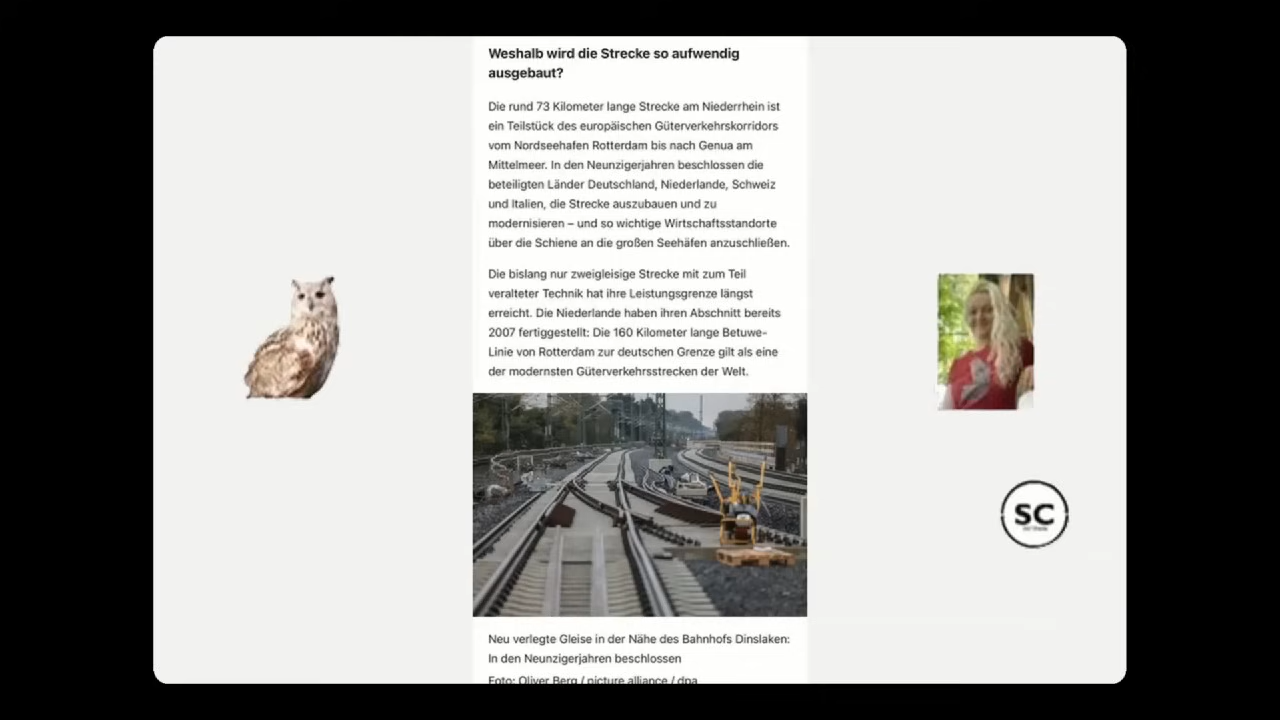 Weshalb wird die Strecke so aufwendig
ausgebaut?
Die rund 73 Kilometer lange Strecke am Niederrhein ist
ein Teilstück des europäischen Güterverkehrskorridors
vom Nordseehafen Rotterdam bis nach Genua am
Mittelmeer. In den Neunzigerjahren beschlossen die
beteiligten Länder Deutschland, Niederlande, Schweiz
und Italien, die Strecke auszubauen und zu
modernisieren – und so wichtige Wirtschaftsstandorte
über die Schiene an die großen Seehäfen anzuschließen.
Die bislang nur zweigleisige Strecke mit zum Teil
veralteter Technik hat ihre Leistungsgrenze längst
erreicht. Die Niederlande haben ihren Abschnitt bereits
2007 fertiggestellt: Die 160 Kilometer lange Betuwe-
Linie von Rotterdam zur deutschen Grenze gilt als eine
der modernsten Güterverkehrsstrecken der Welt.
SC
Neu verlegte Gleise in der Nähe des Bahnhofs Dinslaken:
In den Neunzigerjahren beschlossen
Foto: Oliver Berg / picture alliance / dpa